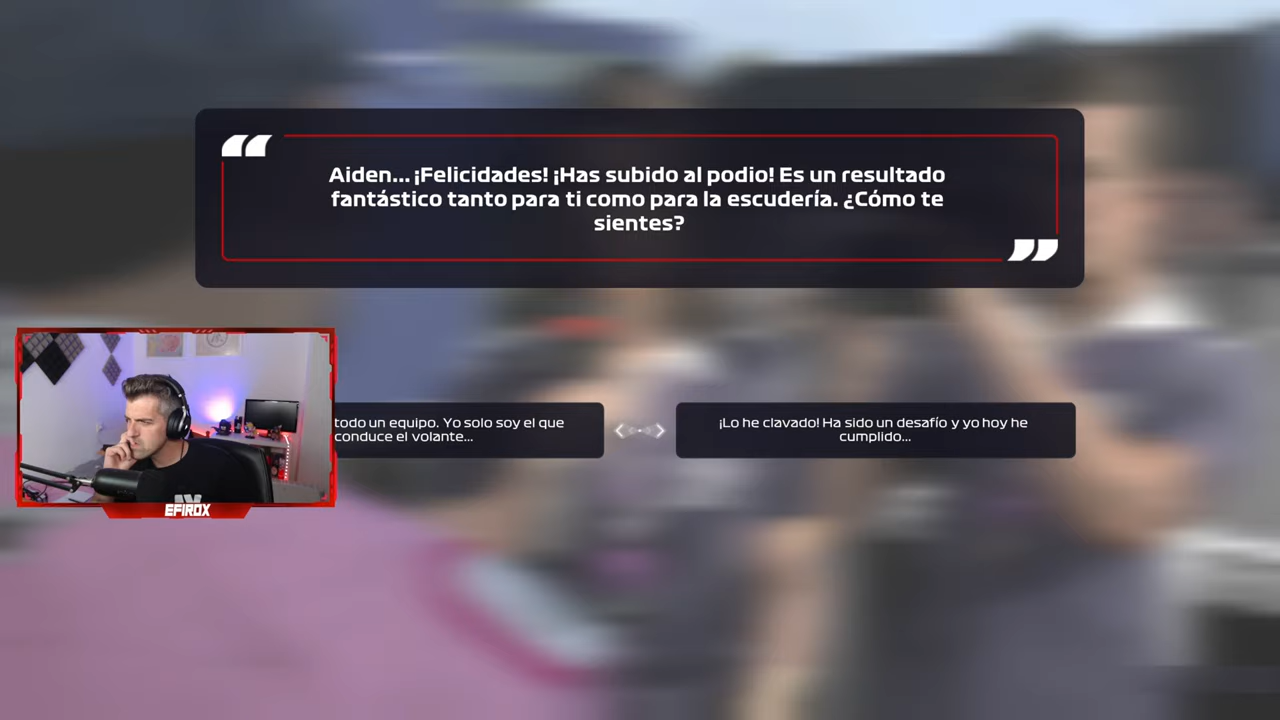 Aiden... ¡Felicidades! ¡Has subido al podio! Es un resultado
fantástico tanto para ti como para la escudería. ¿Cómo te
sientes?
todo un equipo. Yo solo soy el que
conduce el volante...
¡Lo he clavado! Ha sido un desafío y yo hoy he
cumplido...
EFIROX